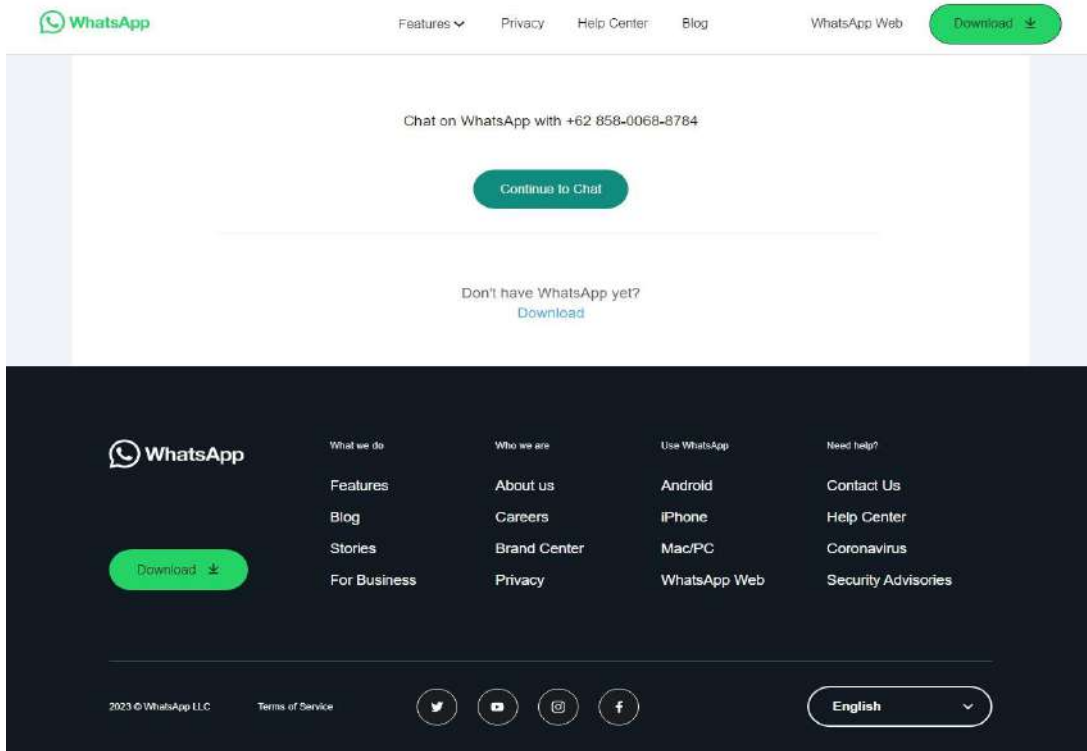 WhatsApp
Features
Privacy
Help Center
Blog
WhatsApp Web
Download
Chat on WhatsApp with +62 858-0068-8784
Continue to Chat
Don't have WhatsApp yet?
Download
WhatsApp
Download
What we do
Features
Blog
Stories
For Business
Who we are
About us
Careers
Brand Center
Privacy
Use WhatsApp
Android
iPhone
Mac/PC
WhatsApp Web
Need help?
Contact Us
Help Center
Coronavirus
Security Advisories
2023 © WhatsApp LLC
Terms of Service
English